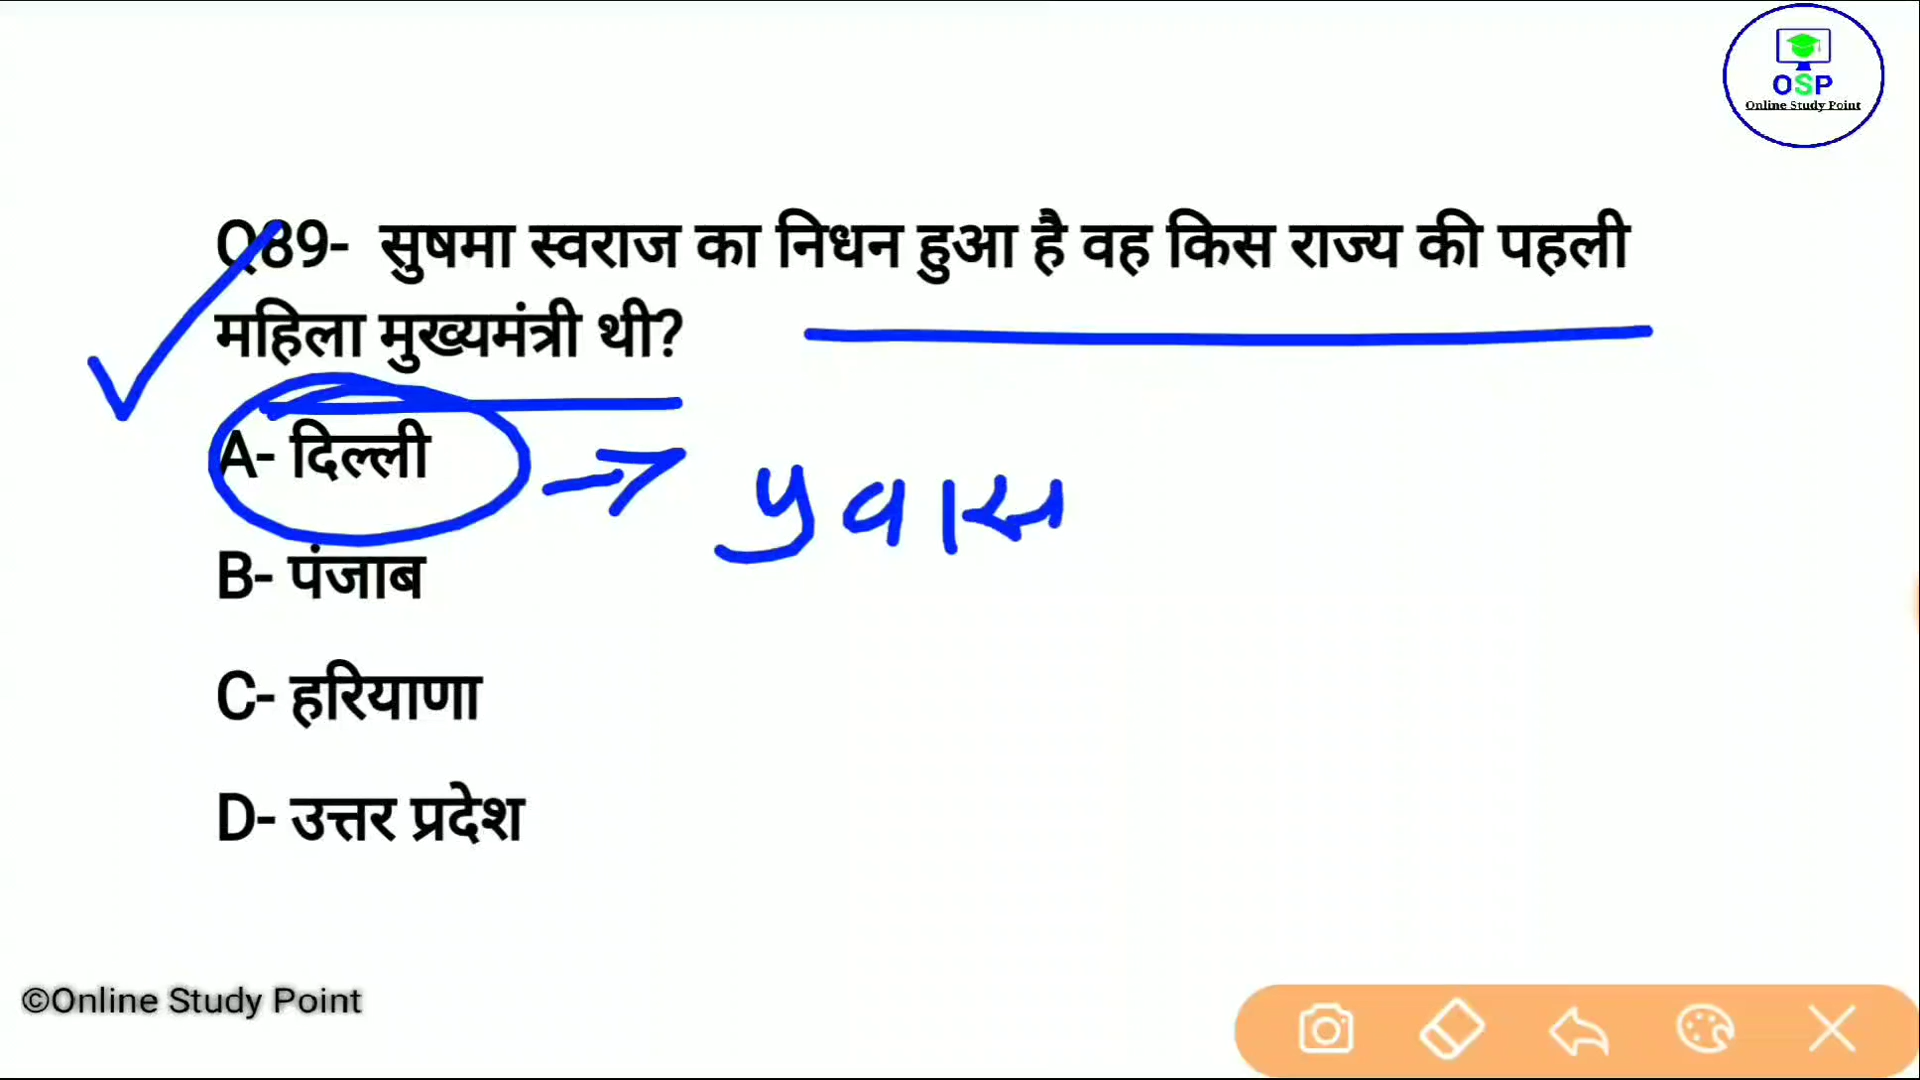 OSP
Online Study Point
Q89- सुषमा स्वराज का निधन हुआ है वह किस राज्य की पहली
महिला मुख्यमंत्री थी?
A- दिल्ली
B- पंजाब
C- हरियाणा
D- उत्तर प्रदेश
©Online Study Point